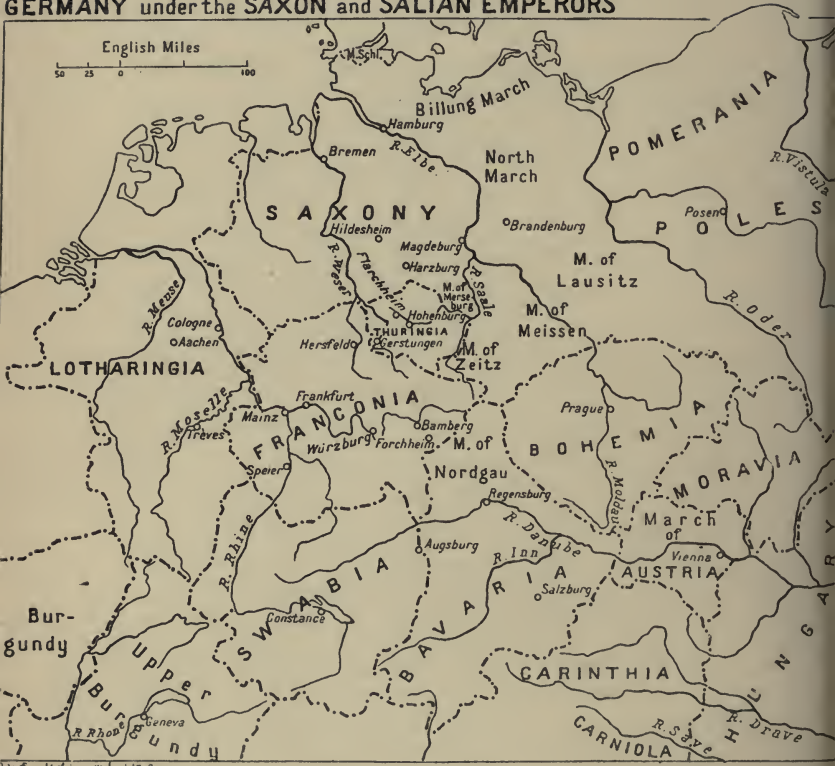 GERMANY under the SAXON and SALIAN EMPERORS
English Miles
50 25 0 100
M.Schl.
Billung March
Hamburg
R.Elbe
Bremen
North
March
POMERANIA
R.Vistula
SAXONY
Hildesheim
Brandenburg
Posen
POLES
Magdeburg
Harzburg
M. of
Lausitz
R.Weser
Flarchheim
M. of
Merse-
burg
R.Saale
R.Meuse
Hohenburg
M. of
Meissen
R. Oder
Cologne
Aachen
THURINGIA
Hersfeld
Gerstungen
M. of
Zeitz
LOTHARINGIA
R.Moselle
Treves
Frankfurt
Mainz
FRANCONIA
Bamberg
Würzburg
Forchheim
M. of
Nordgau
Prague
BOHEMIA
R. Moldau
MORAVIA
Speier
Regensburg
R. Rhine
R. Danube
March
of
AUSTRIA
Vienna
Augsburg
R. Inn
SWABIA
BAVARIA
Salzburg
Bur-
gundy
Constance
Upper
Burgundy
Geneva
R Rhone
CARINTHIA
CARNIOLA
R.Save
R. Drave
HUNGARY